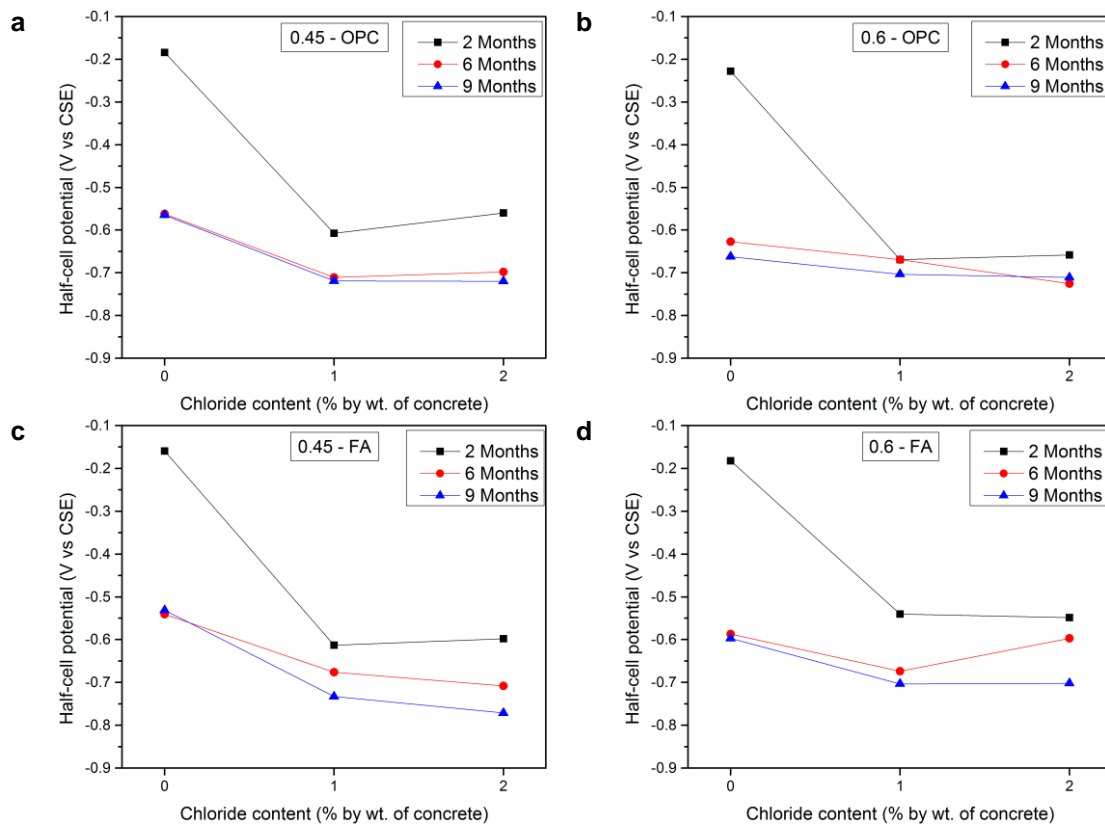 a
0.45 - OPC
2 Months
6 Months
9 Months
-0.1
-0.2
-0.3
-0.4
-0.5
-0.6
-0.7
-0.8
-0.9
Half-cell potential (V vs CSE)
0 1 2
Chloride content (% by wt. of concrete)
b
0.6 - OPC
2 Months
6 Months
9 Months
-0.1
-0.2
-0.3
-0.4
-0.5
-0.6
-0.7
-0.8
-0.9
Half-cell potential (V vs CSE)
0 1 2
Chloride content (% by wt. of concrete)
c
0.45 - FA
2 Months
6 Months
9 Months
-0.1
-0.2
-0.3
-0.4
-0.5
-0.6
-0.7
-0.8
-0.9
Half-cell potential (V vs CSE)
0 1 2
Chloride content (% by wt. of concrete)
d
0.6 - FA
2 Months
6 Months
9 Months
-0.1
-0.2
-0.3
-0.4
-0.5
-0.6
-0.7
-0.8
-0.9
Half-cell potential (V vs CSE)
0 1 2
Chloride content (% by wt. of concrete)